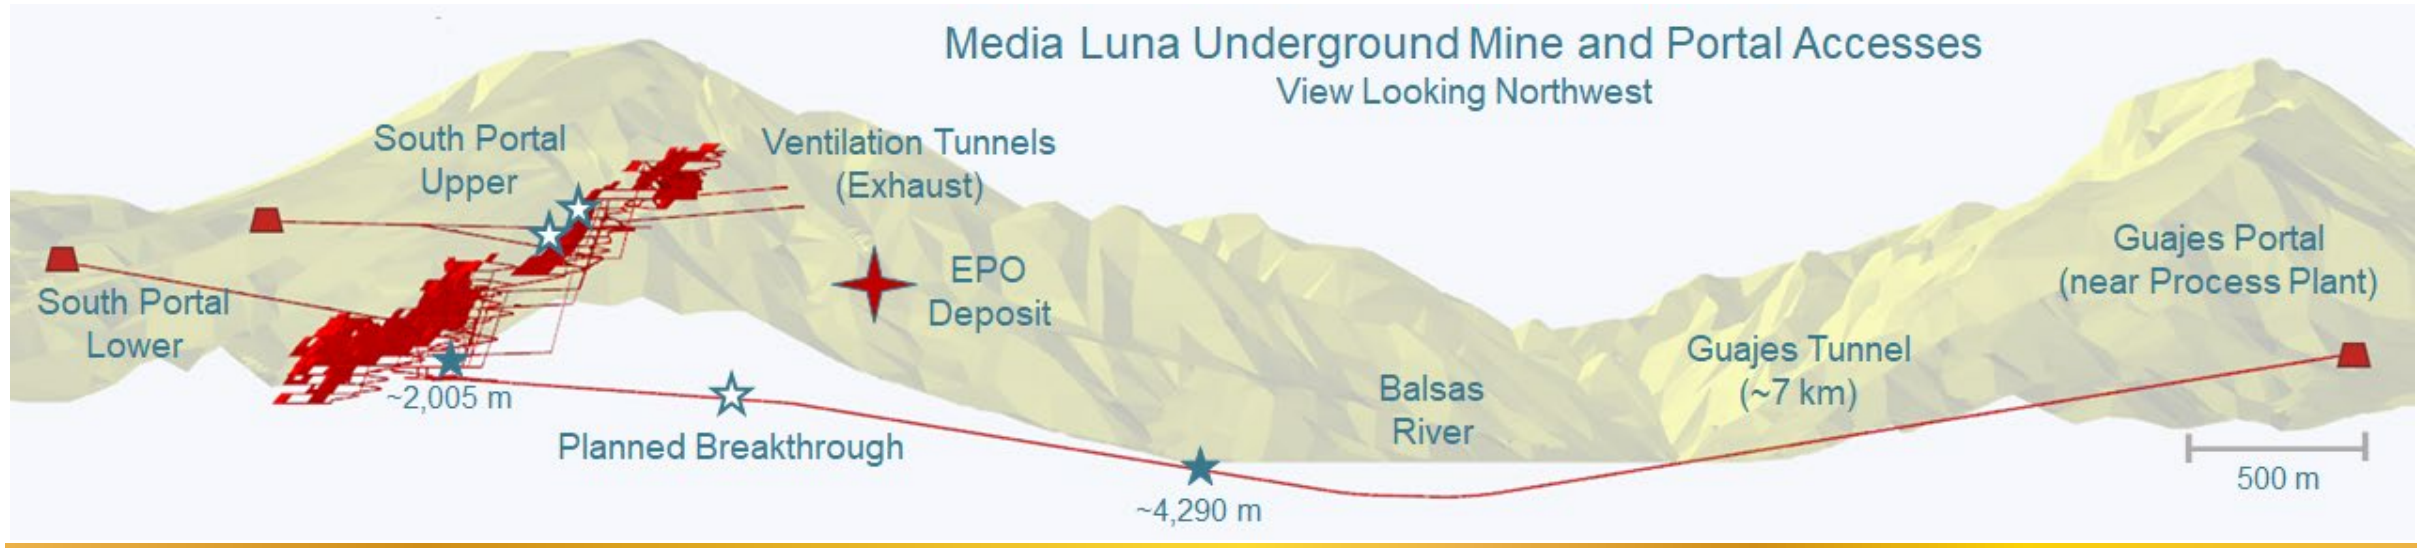 Media Luna Underground Mine and Portal Accesses
View Looking Northwest
South Portal
Upper
Ventilation Tunnels
(Exhaust)
South Portal
Lower
EPO
Deposit
Guajes Portal
(near Process Plant)
Guajes Tunnel
(~7 km)
Balsas
River
~2,005 m
Planned Breakthrough
~4,290 m
500 m